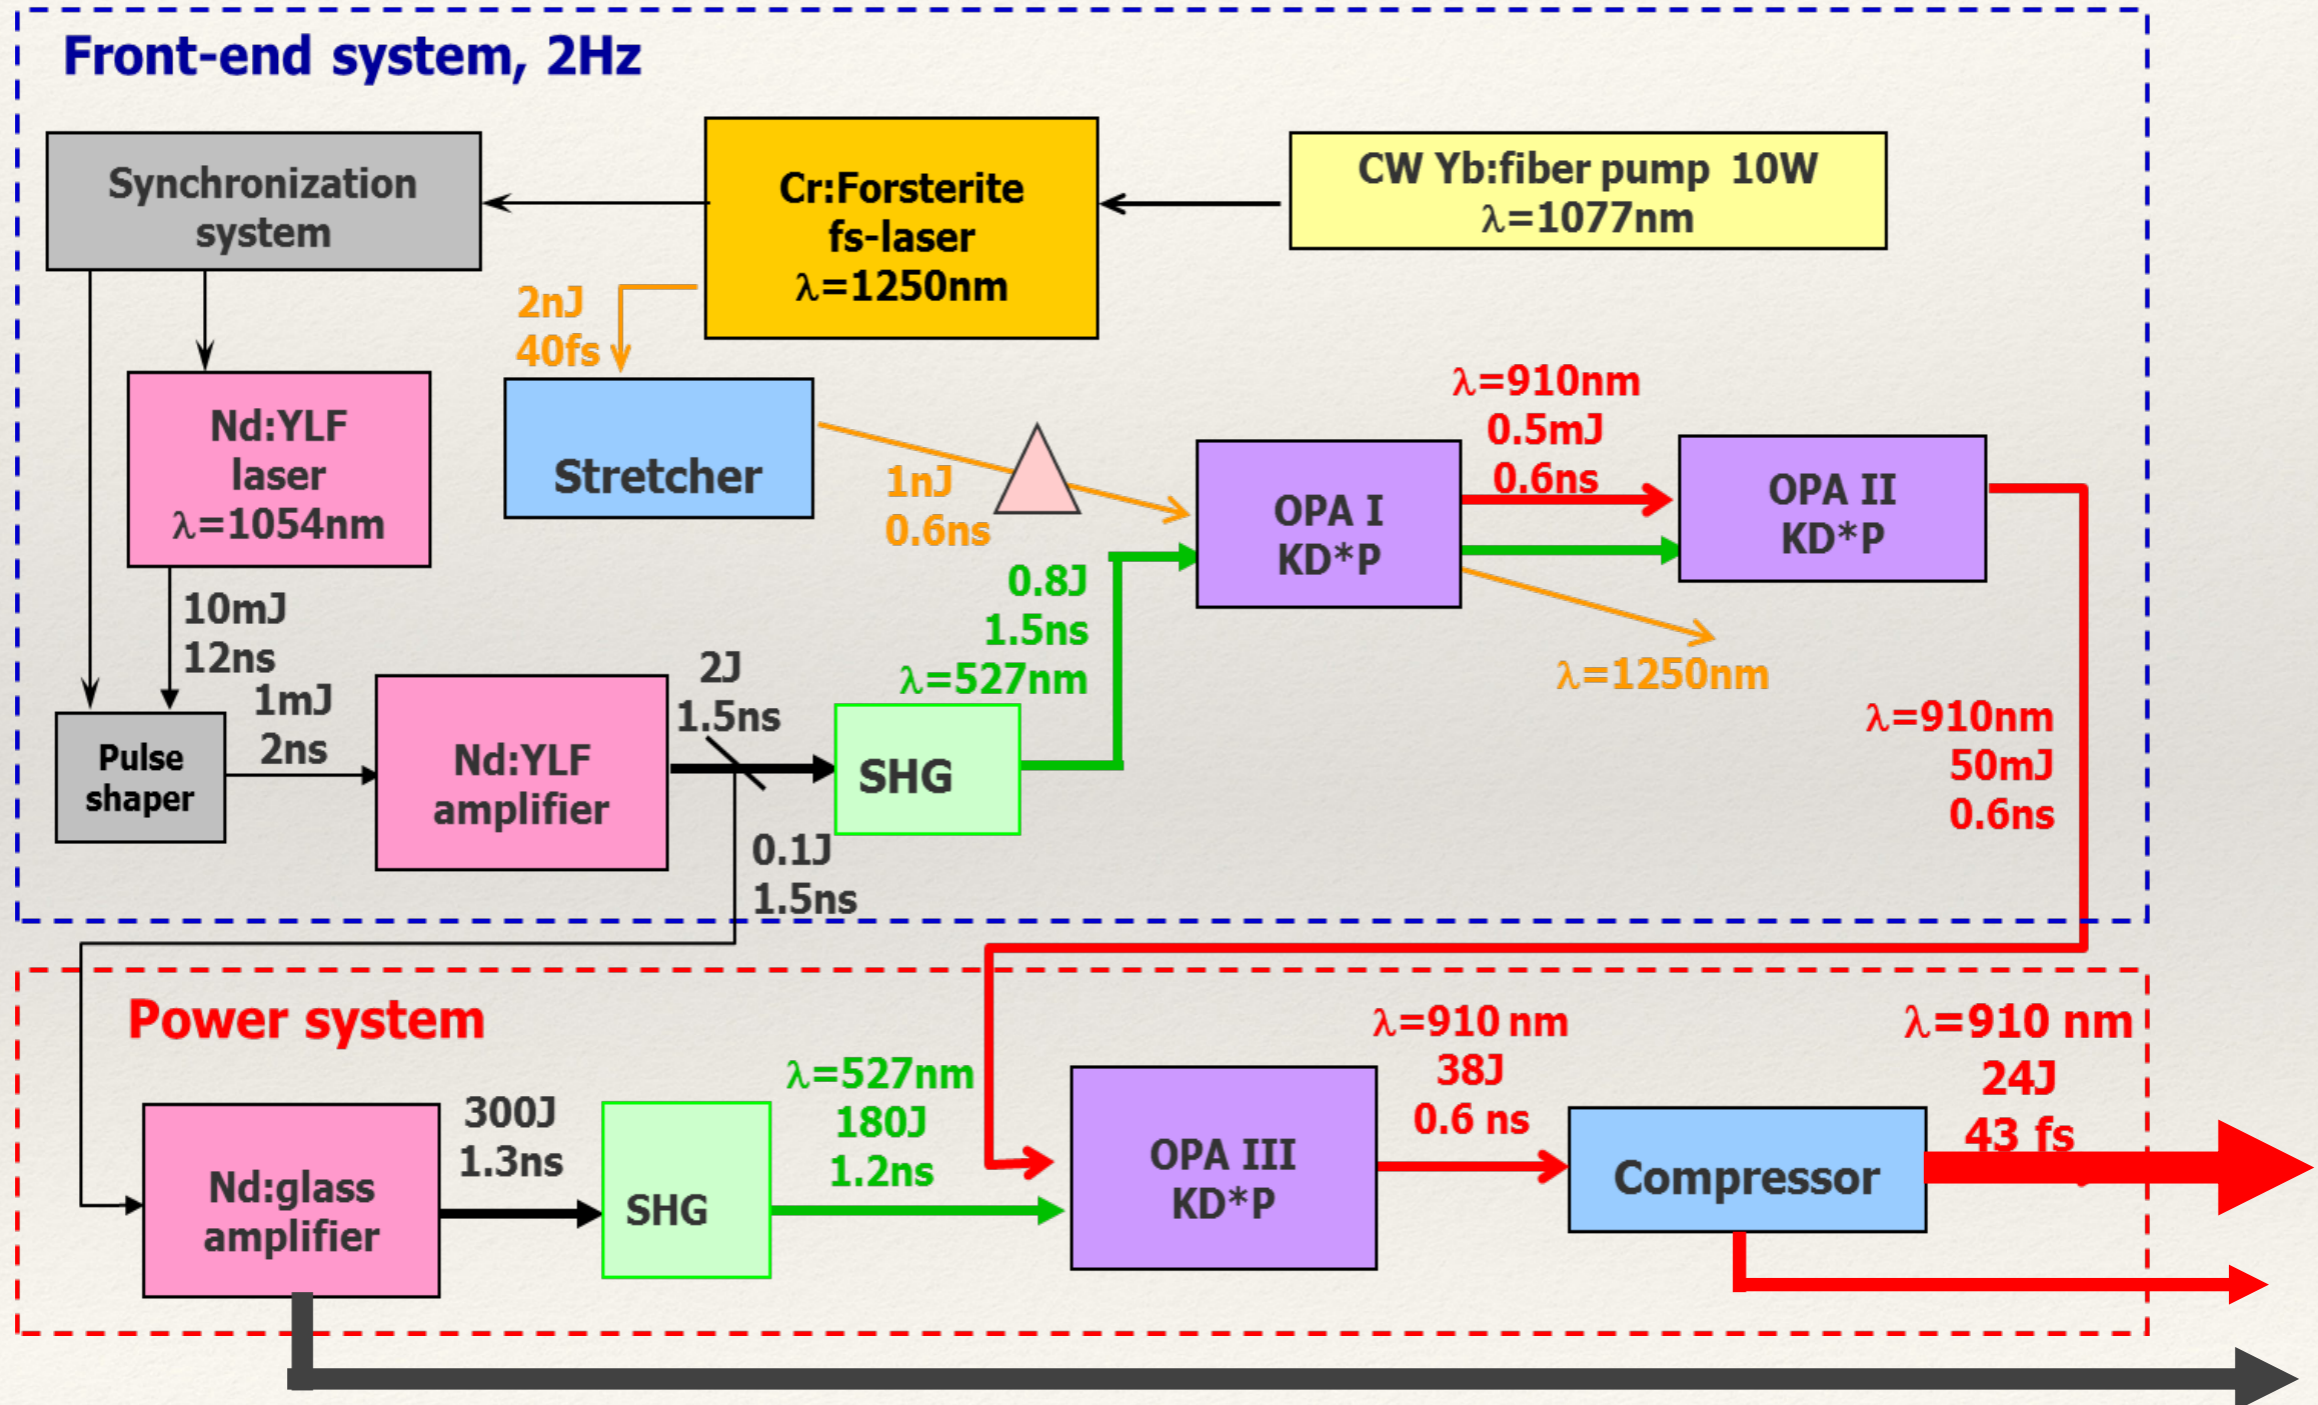 Front-end system, 2Hz
Synchronization
system
Cr:Forsterite
fs-laser
λ=1250nm
CW Yb:fiber pump 10W
λ=1077nm
2nJ
40fs
Nd:YLF
laser
λ=1054nm
Stretcher
1nJ
0.6ns
OPA I
KD*P
λ=910nm
0.5mJ
0.6ns
OPA II
KD*P
λ=1250nm
10mJ
12ns
1mJ
2ns
Pulse
shaper
Nd:YLF
amplifier
2J
1.5ns
0.8J
1.5ns
λ=527nm
SHG
0.1J
1.5ns
λ=910nm
50mJ
0.6ns
Power system
Nd:glass
amplifier
300J
1.3ns
SHG
λ=527nm
180J
1.2ns
OPA III
KD*P
λ=910 nm
38J
0.6 ns
Compressor
λ=910 nm
24J
43 fs